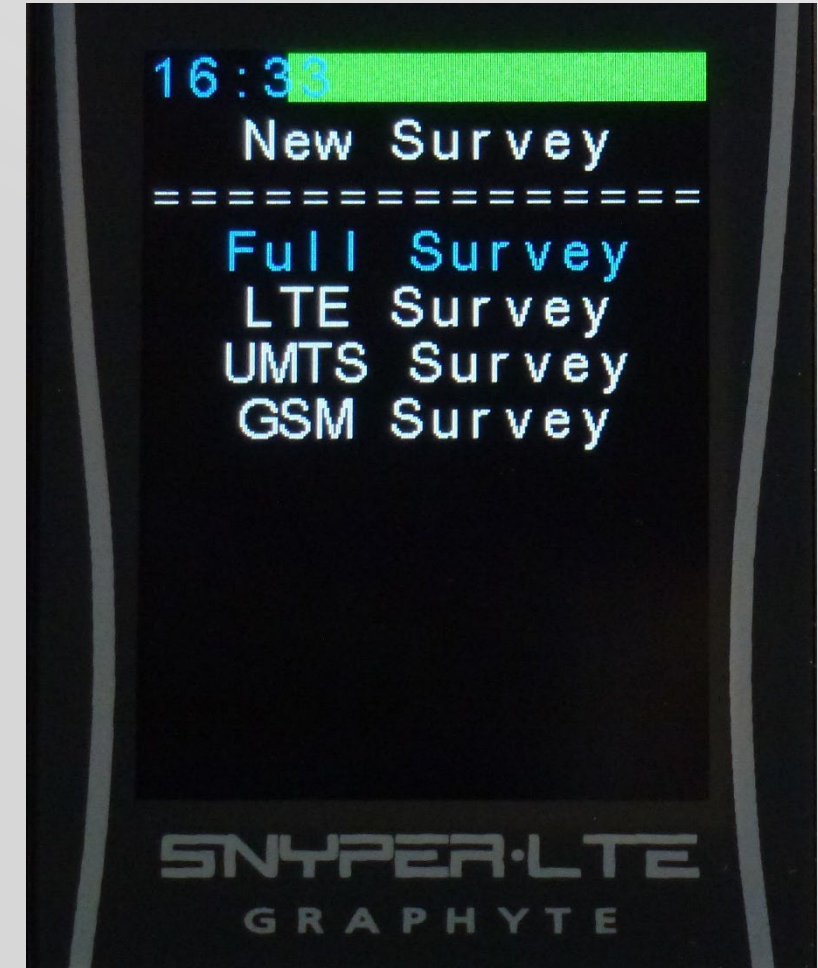 16:33
New Survey
===============
Full Survey
LTE Survey
UMTS Survey
GSM Survey
SNYPER·LTE
GRAPHYTE